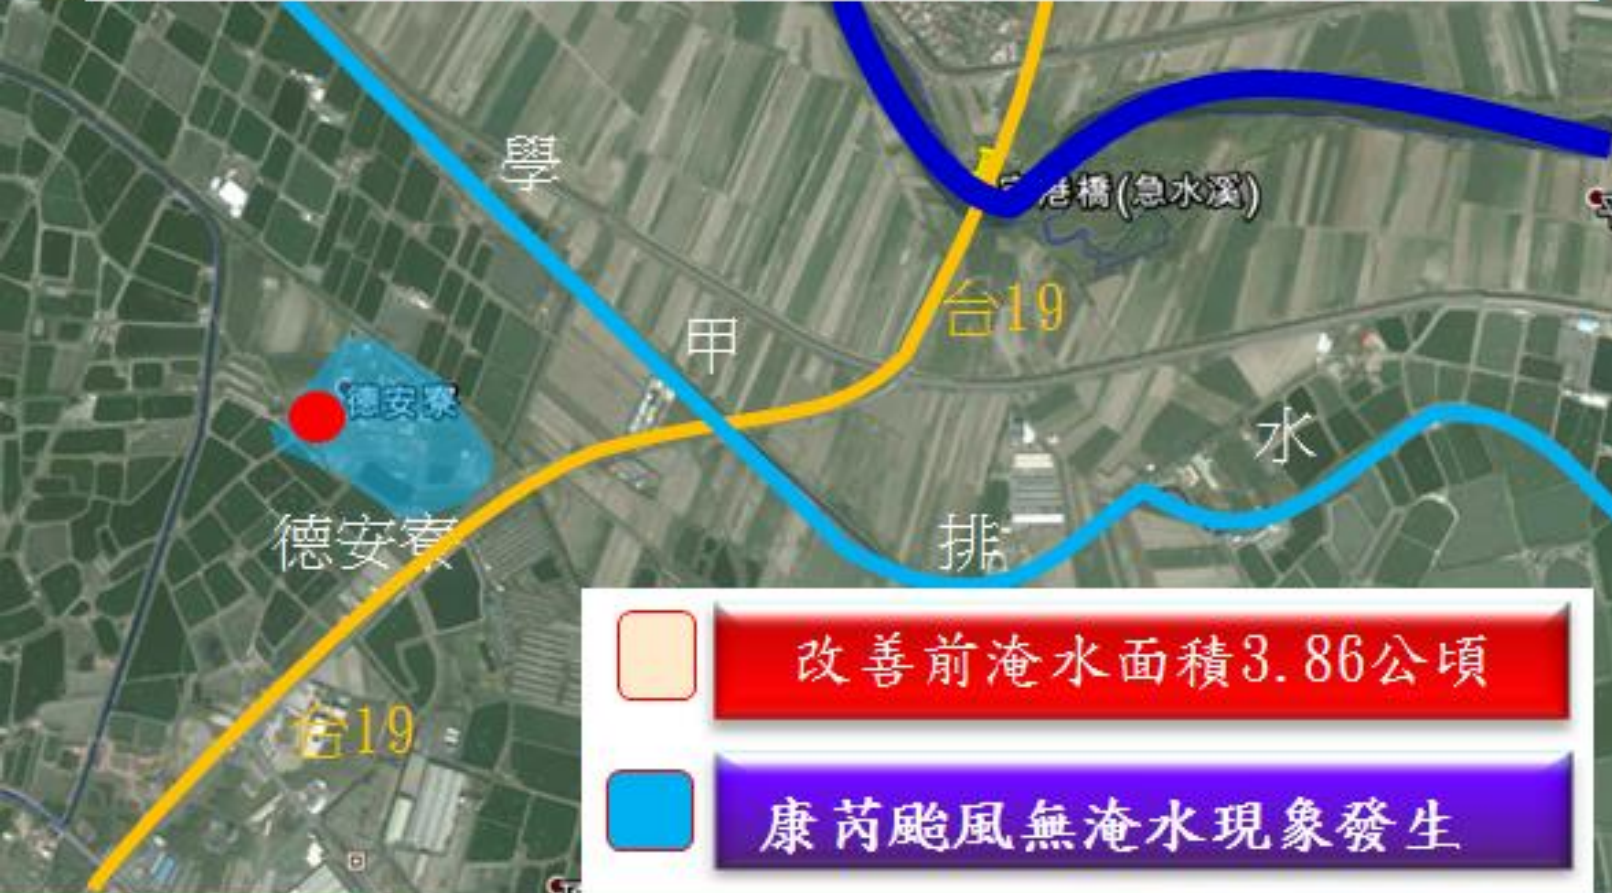 學
港橋(急水溪)
台19
甲
德安寮
水
排
德安寮
台19
改善前淹水面積3.86公頃
康芮颱風無淹水現象發生